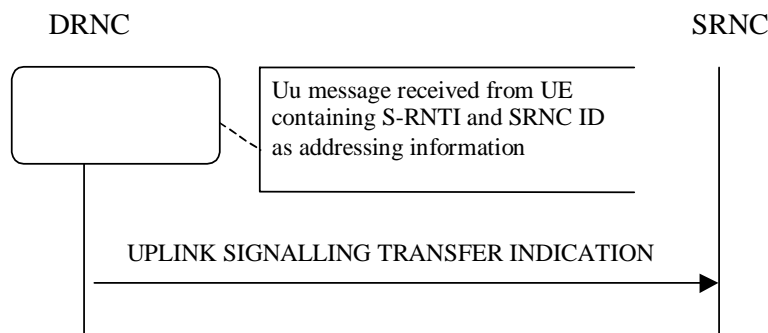 DRNC
SRNC
Uu message received from UE
containing S-RNTI and SRNC ID
as addressing information
UPLINK SIGNALLING TRANSFER INDICATION